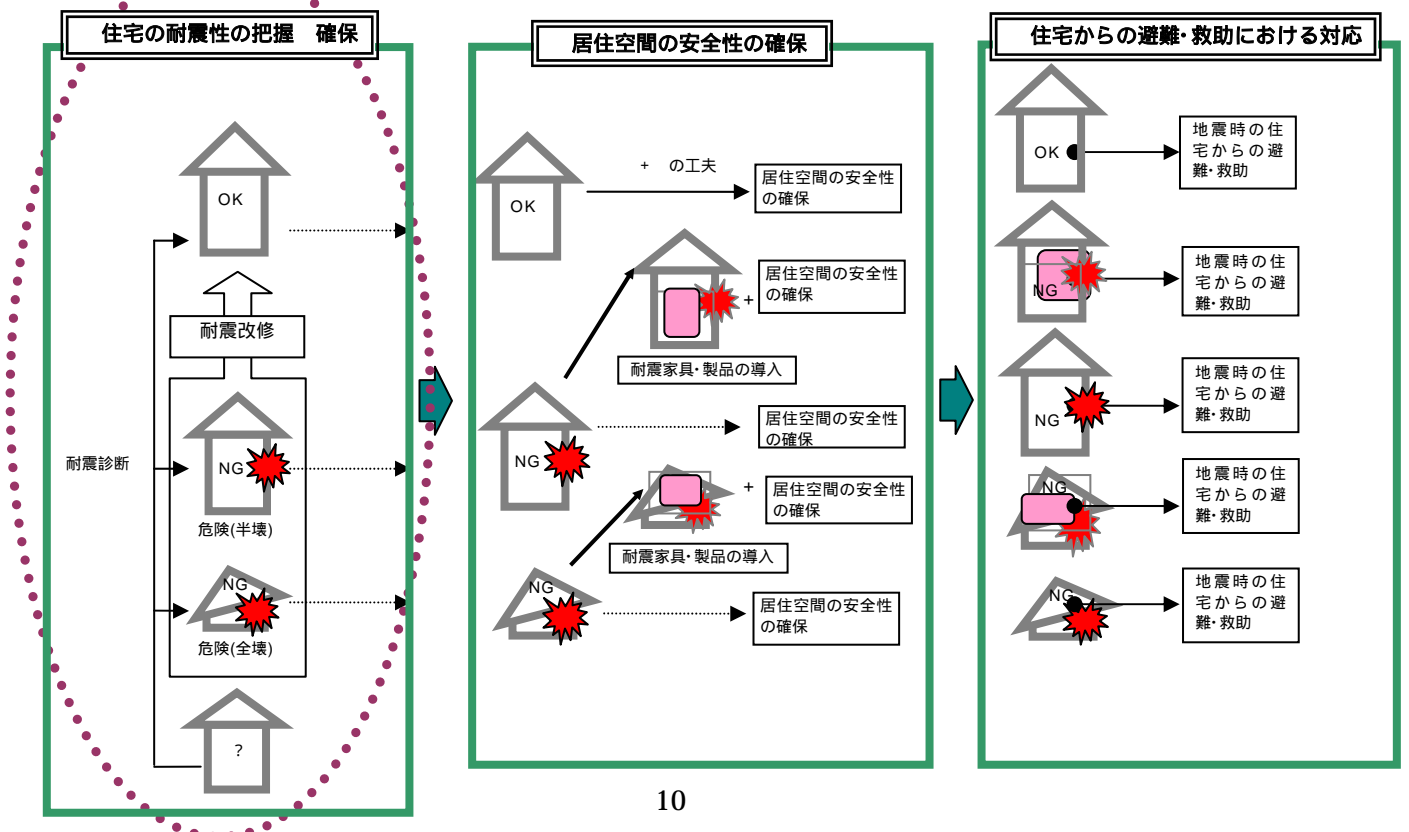 住宅の耐震性の把握　確保
OK
耐震改修
NG
耐震診断
危険(半壊)
NG
危険(全壊)
?
居住空間の安全性の確保
+　の工夫
居住空間の安全性
の確保
OK
居住空間の安全性
の確保
+
耐震家具・製品の導入
居住空間の安全性
の確保
NG
+
居住空間の安全性
の確保
耐震家具・製品の導入
NG
居住空間の安全性
の確保
住宅からの避難・救助における対応
OK
地震時の住
宅からの避
難・救助
NG
地震時の住
宅からの避
難・救助
NG
地震時の住
宅からの避
難・救助
NG
地震時の住
宅からの避
難・救助
NG
地震時の住
宅からの避
難・救助
10